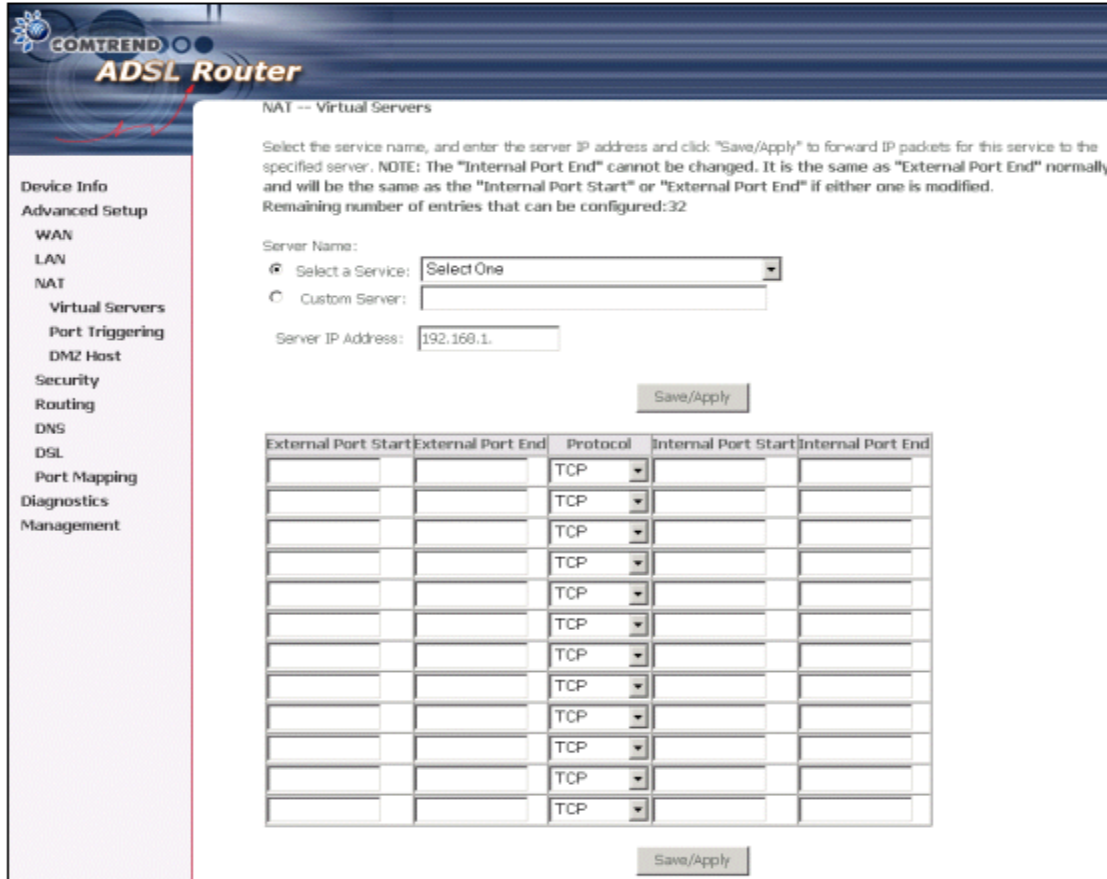 COMTREND
ADSL Router
Device Info
Advanced Setup
WAN
LAN
NAT
Virtual Servers
Port Triggering
DMZ Host
Security
Routing
DNS
DSL
Port Mapping
Diagnostics
Management
NAT -- Virtual Servers
Select the service name, and enter the server IP address and click "Save/Apply" to forward IP packets for this service to the
specified server. NOTE: The "Internal Port End" cannot be changed. It is the same as "External Port End" normally
and will be the same as the "Internal Port Start" or "External Port End" if either one is modified.
Remaining number of entries that can be configured:32
Server Name:
Select a Service: Select One
Custom Server:
Server IP Address: 192.168.1.
Save/Apply
External Port Start External Port End Protocol Internal Port Start Internal Port End
TCP
TCP
TCP
TCP
TCP
TCP
TCP
TCP
TCP
TCP
TCP
TCP
Save/Apply